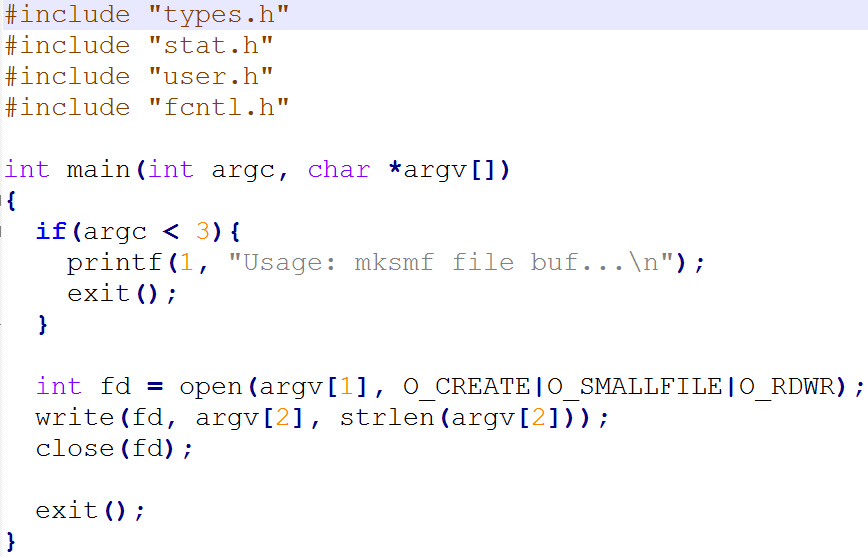 #include "types.h"
#include "stat.h"
#include "user.h"
#include "fcntl.h"

int main(int argc, char *argv[])
{
  if(argc < 3){
    printf(1, "Usage: mksmf file buf...\n");
    exit();
  }

  int fd = open(argv[1], O_CREATE|O_SMALLFILE|O_RDWR);
  write(fd, argv[2], strlen(argv[2]));
  close(fd);

  exit();
}